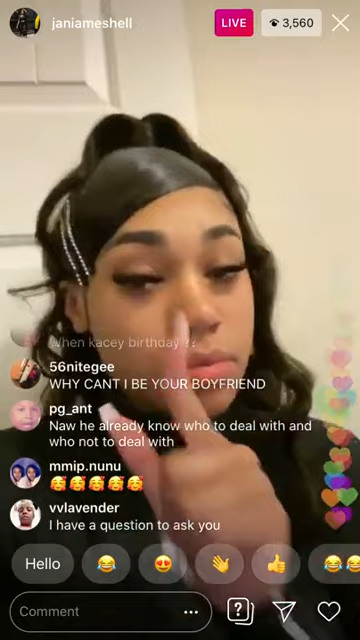 janiameshell
LIVE
3,560
When kacey birthday ??
56nitegee
WHY CANT I BE YOUR BOYFRIEND
pg_ant
Naw he already know who to deal with and
who not to deal with
mmip.nunu
🥰🥰🥰🥰🥰
vvlavender
I have a question to ask you
Hello
Comment